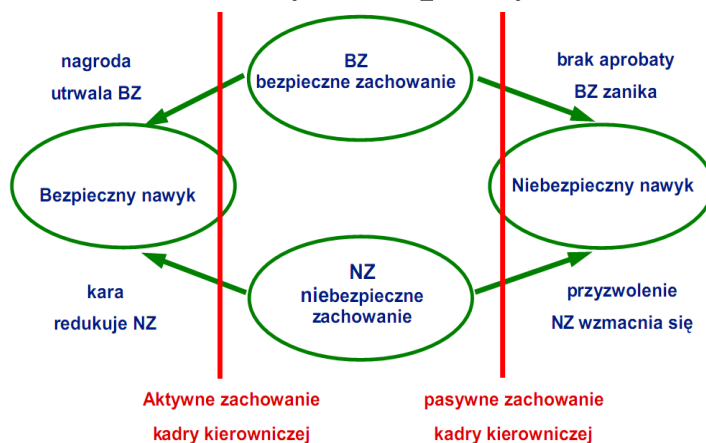 nagroda
utrwala BZ
BZ
bezpieczne zachowanie
brak aprobaty
BZ zanika
Bezpieczny nawyk
Niebezpieczny nawyk
kara
redukuje NZ
NZ
niebezpieczne
zachowanie
przyzwolenie
NZ wzmacnia się
Aktywne zachowanie
kadry kierowniczej
pasywne zachowanie
kadry kierowniczej